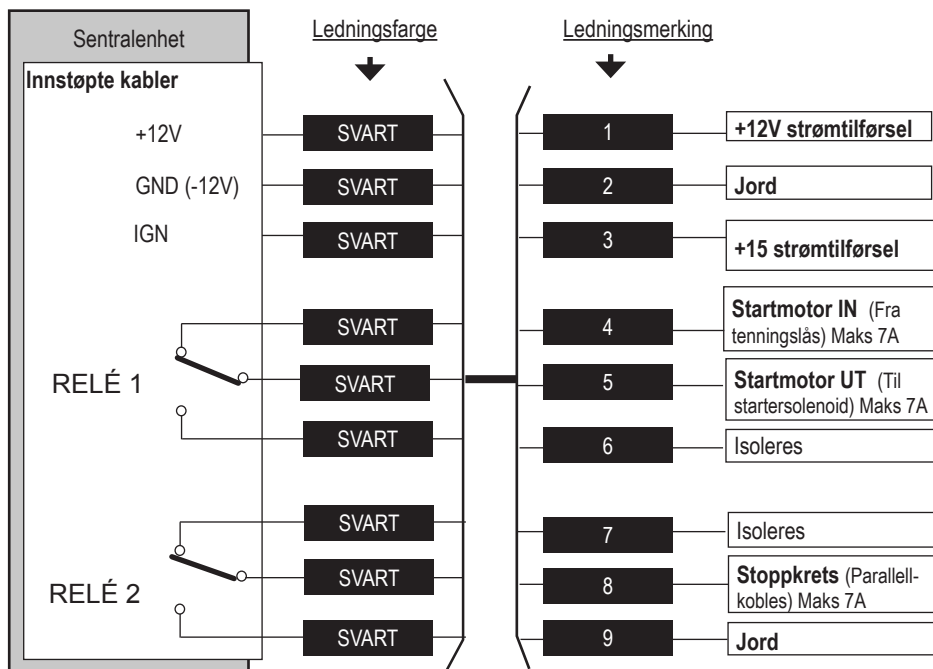 Sentralenhet
Ledningsfarge
Ledningsmerking
Innstøpte kabler
+12V
SVART
1
+12V strømtilførsel
GND (-12V)
SVART
2
Jord
IGN
SVART
3
+15 strømtilførsel
SVART
4
Startmotor IN (Fra
tenningslås) Maks 7A
RELÉ 1
SVART
5
Startmotor UT (Til
startersolenoid) Maks 7A
SVART
6
Isoleres
SVART
7
Isoleres
RELÉ 2
SVART
8
Stoppkrets (Parallell-
kobles) Maks 7A
SVART
9
Jord